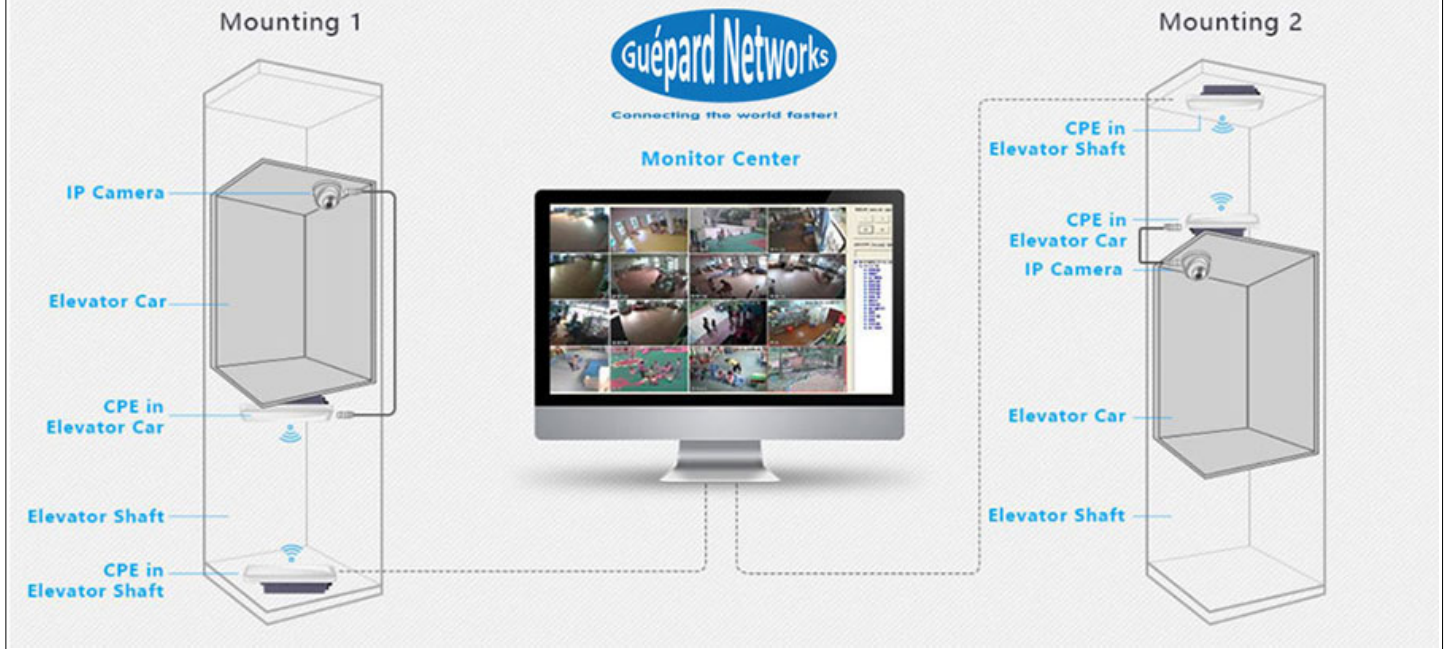 Mounting 1
Guépard Networks
Connecting the world faster!
Monitor Center
Mounting 2
IP Camera
Elevator Car
CPE in
Elevator Car
Elevator Shaft
CPE in
Elevator Shaft
CPE in
Elevator Shaft
CPE in
Elevator Car
IP Camera
Elevator Car
Elevator Shaft